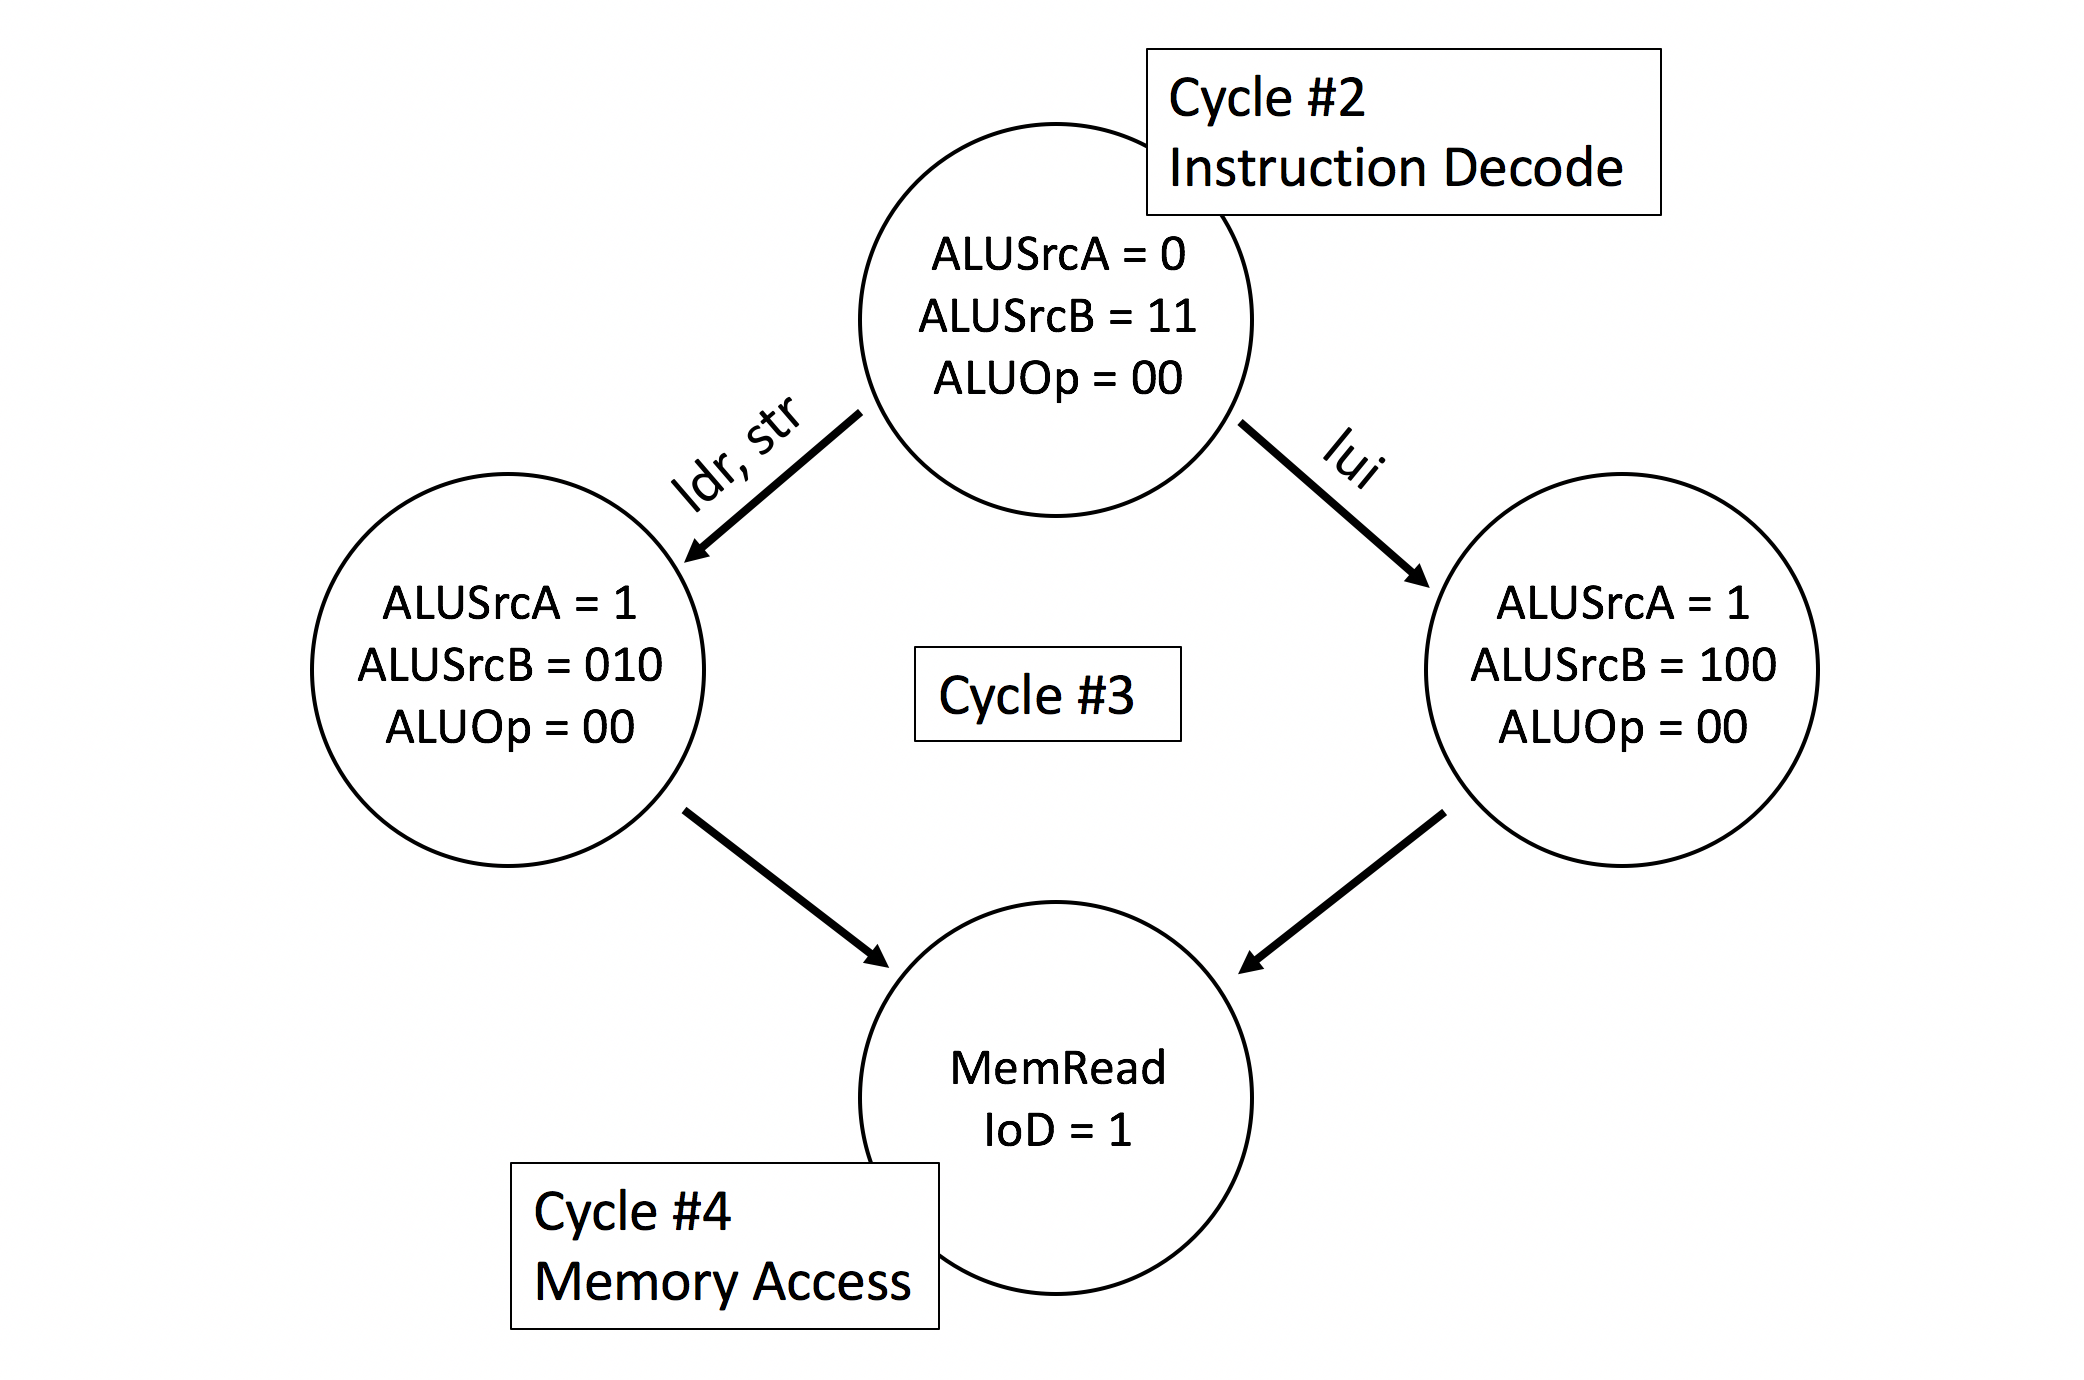 Cycle #2
Instruction Decode
ALUSrcA = 0
ALUSrcB = 11
ALUOp = 00
ldr, str
lui
ALUSrcA = 1
ALUSrcB = 010
ALUOp = 00
Cycle #3
ALUSrcA = 1
ALUSrcB = 100
ALUOp = 00
MemRead
IoD = 1
Cycle #4
Memory Access